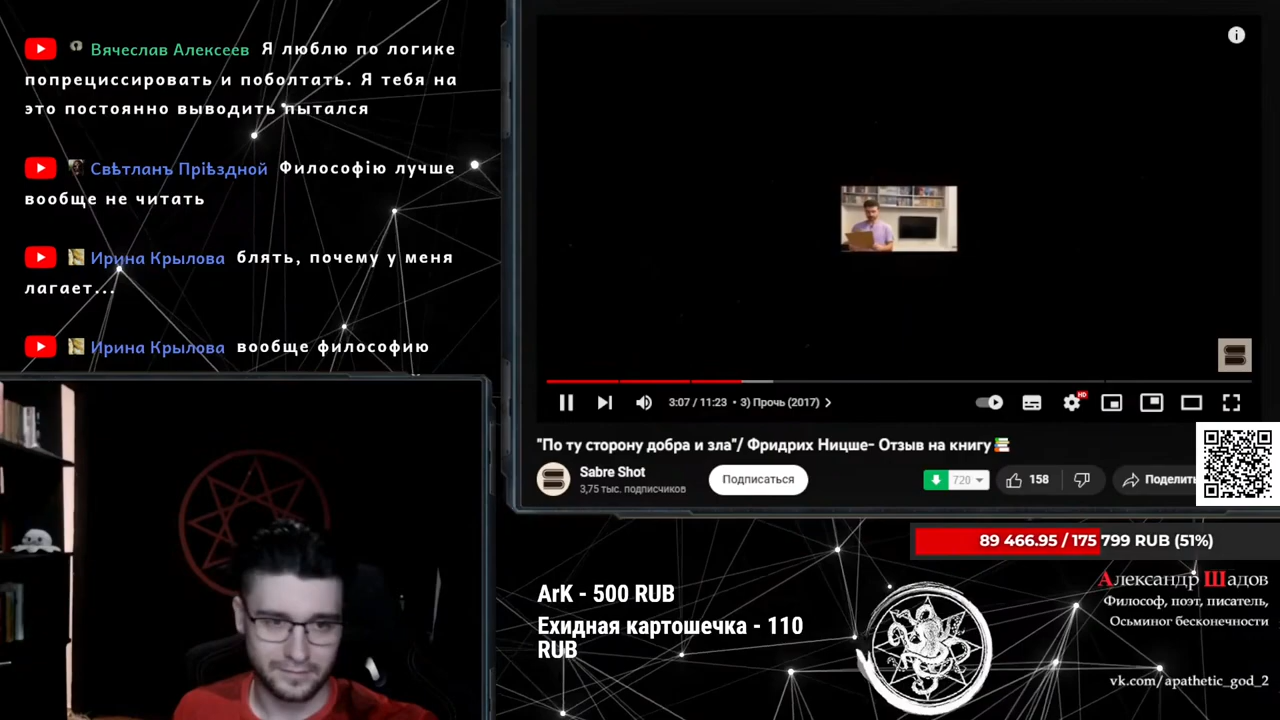 Вячеслав Алексеев Я люблю по логике
попрециссировать и поболтать. Я тебя на
это постоянно выводить пытался
Свѣтланъ Пріѣздной Философію лучше
вообще не читать
Ирина Крылова блять, почему у меня
лагает...
Ирина Крылова вообще философию
3:07 / 11:23 • 3) Прочь (2017)
HD
"По ту сторону добра и зла"/ Фридрих Ницше- Отзыв на книгу
Sabre Shot
3,75 тыс. подписчиков
Подписаться
720
158
Поделить
89 466.95 / 175 799 RUB (51%)
ArK - 500 RUB
Ехидная картошечка - 110
RUB
Александр Шадов
Философ, поэт, писатель,
Осьминог бесконечности
vk.com/apathetic_god_2